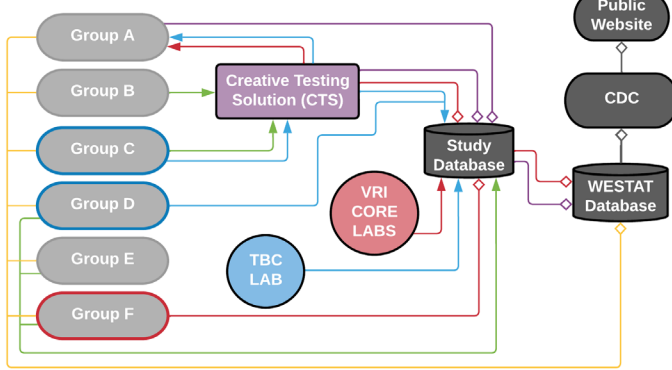 Public
Website
Group A
Creative Testing
Solution (CTS)
Group B
CDC
Group C
Study
Database
VRI
CORE
LABS
WESTAT
Database
Group D
TBC
LAB
Group E
Group F